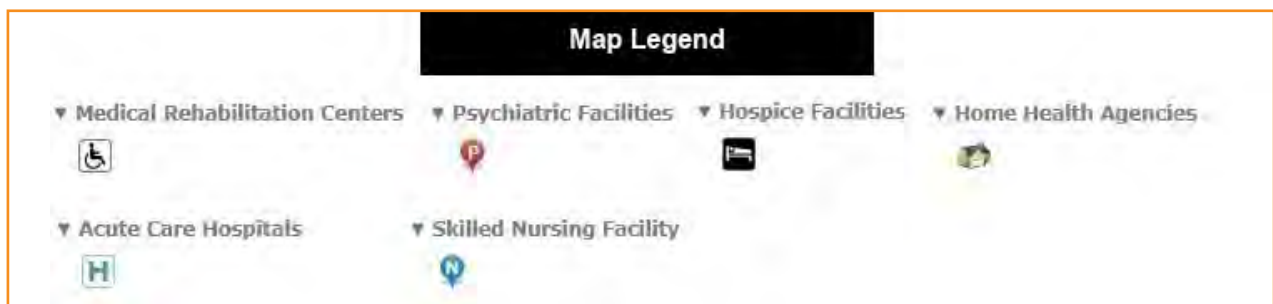 Map Legend
▼ Medical Rehabilitation Centers ▼ Psychiatric Facilities ▼ Hospice Facilities ▼ Home Health Agencies
P
▼ Acute Care Hospitals ▼ Skilled Nursing Facility
H N